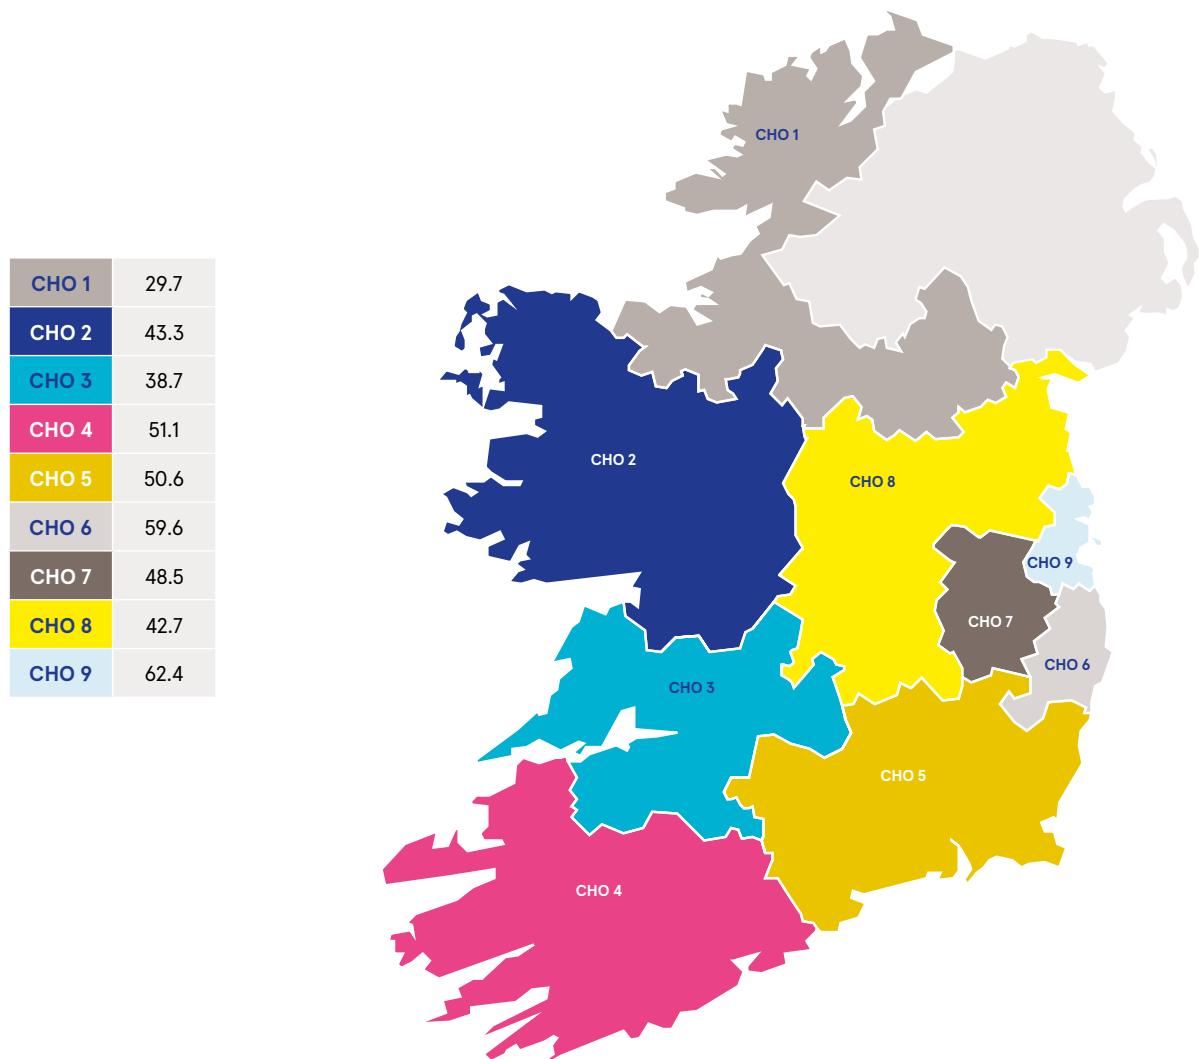 CHO 1 29.7
CHO 2 43.3
CHO 3 38.7
CHO 4 51.1
CHO 5 50.6
CHO 6 59.6
CHO 7 48.5
CHO 8 42.7
CHO 9 62.4
CHO 1
CHO 2
CHO 8
CHO 9
CHO 7
CHO 6
CHO 3
CHO 5
CHO 4